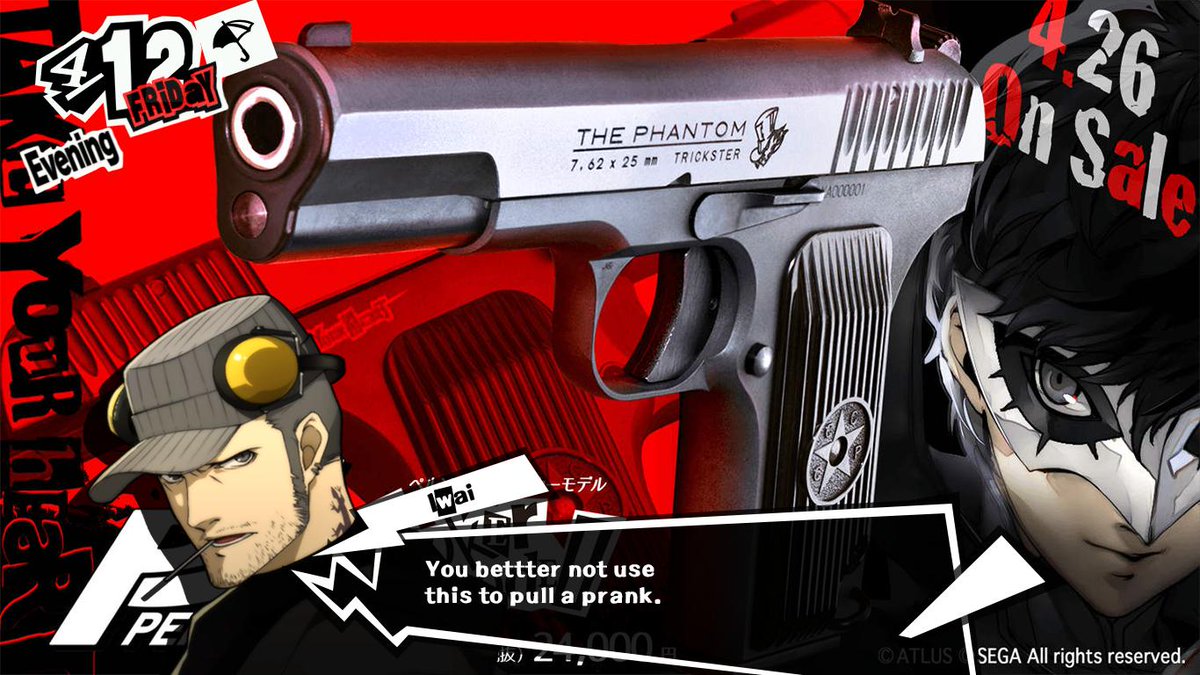 4/12
FRiDaY
Evening
TAKE YOUR HEART
4.26
On Sale
THE PHANTOM
7,62 x 25 mm TRICKSTER
A000001
Iwai
ーモデル
You bettter not use
this to pull a prank.
PE
24,000円
©ATLUS © SEGA All rights reserved.